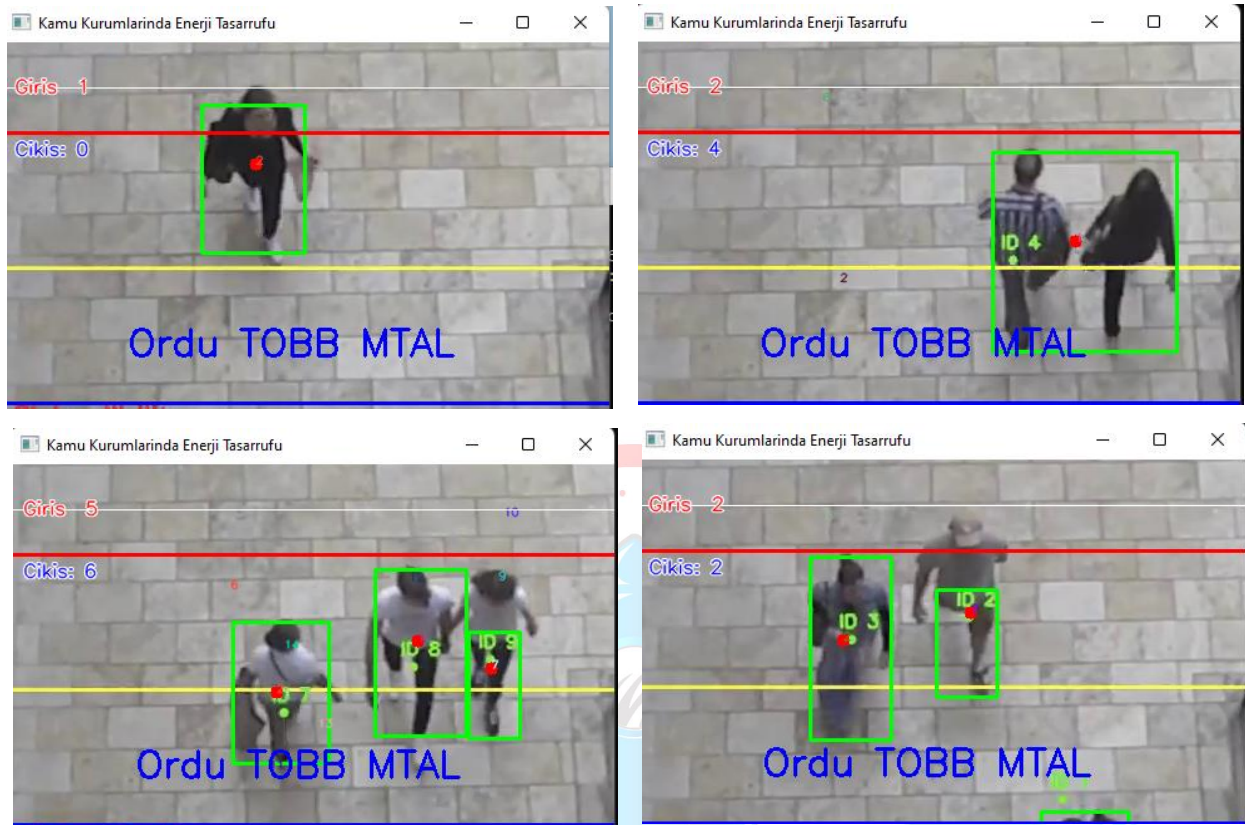 Kamu Kurumlarinda Enerji Tasarrufu
Giris 1
Cikis: 0
2
Ordu TOBB MTAL
Kamu Kurumlarinda Enerji Tasarrufu
Giris 2
Cikis: 4
ID 4
2
Ordu TOBB MTAL
Kamu Kurumlarinda Enerji Tasarrufu
Giris 5
10
Cikis: 6
6
9
14
ID 8
ID 9
7
ID 7
13
Ordu TOBB MTAL
Kamu Kurumlarinda Enerji Tasarrufu
Giris 2
Cikis: 2
ID 2
ID 3
Ordu TOBB MTAL